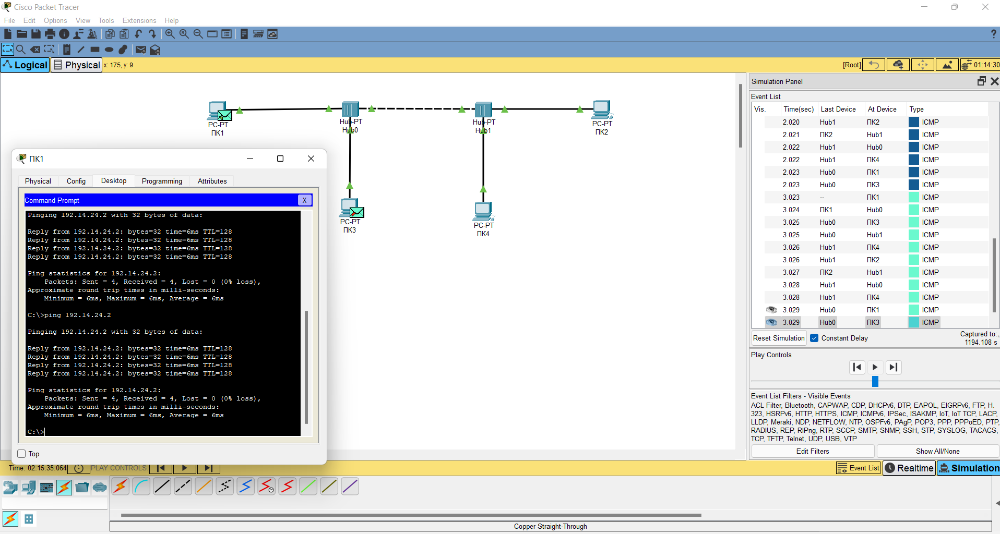 Cisco Packet Tracer
File Edit Options View Tools Extensions Help
?
Logical Physical x: 175, y: 9 [Root] 01:14:30
PC-PT
ПК1
Hub-PT
Hub0
Hub-PT
Hub1
PC-PT
ПК2
PC-PT
ПК3
PC-PT
ПК4
ПК1
Physical Config Desktop Programming Attributes
Command Prompt X
Pinging 192.14.24.2 with 32 bytes of data:
Reply from 192.14.24.2: bytes=32 time=6ms TTL=128
Reply from 192.14.24.2: bytes=32 time=6ms TTL=128
Reply from 192.14.24.2: bytes=32 time=6ms TTL=128
Reply from 192.14.24.2: bytes=32 time=6ms TTL=128
Ping statistics for 192.14.24.2:
Packets: Sent = 4, Received = 4, Lost = 0 (0% loss),
Approximate round trip times in milli-seconds:
Minimum = 6ms, Maximum = 6ms, Average = 6ms
C:\>ping 192.14.24.2
Pinging 192.14.24.2 with 32 bytes of data:
Reply from 192.14.24.2: bytes=32 time=6ms TTL=128
Reply from 192.14.24.2: bytes=32 time=6ms TTL=128
Reply from 192.14.24.2: bytes=32 time=6ms TTL=128
Reply from 192.14.24.2: bytes=32 time=6ms TTL=128
Ping statistics for 192.14.24.2:
Packets: Sent = 4, Received = 4, Lost = 0 (0% loss),
Approximate round trip times in milli-seconds:
Minimum = 6ms, Maximum = 6ms, Average = 6ms
C:\>
Top
Simulation Panel
Event List
Vis. Time(sec) Last Device At Device Type
2.020 Hub1 ПК2 ICMP
2.021 ПК2 Hub1 ICMP
2.022 Hub1 Hub0 ICMP
2.022 Hub1 ПК4 ICMP
2.023 Hub0 ПК1 ICMP
2.023 Hub0 ПК3 ICMP
3.023 -- ПК1 ICMP
3.024 ПК1 Hub0 ICMP
3.025 Hub0 ПК3 ICMP
3.025 Hub0 Hub1 ICMP
3.026 Hub1 ПК4 ICMP
3.026 Hub1 ПК2 ICMP
3.027 ПК2 Hub1 ICMP
3.028 Hub1 Hub0 ICMP
3.028 Hub1 ПК4 ICMP
3.029 Hub0 ПК1 ICMP
3.029 Hub0 ПК3 ICMP
Reset Simulation Constant Delay Captured to:
1194.108 s
Play Controls
Event List Filters - Visible Events
ACL Filter, Bluetooth, CAPWAP, CDP, DHCPv6, DTP, EAPOL, EIGRPv6, FTP, H.
323, HSRPv6, HTTP, HTTPS, ICMP, ICMPv6, IPSec, ISAKMP, IoT, IoT TCP, LACP,
LLDP, Meraki, NDP, NETFLOW, NTP, OSPFv6, PAgP, POP3, PPP, PPPoED, PTP,
RADIUS, REP, RIPng, RTP, SCCP, SMTP, SNMP, SSH, STP, SYSLOG, TACACS,
TCP, TFTP, Telnet, UDP, USB, VTP
Edit Filters Show All/None
Time: 02:15:35.064 PLAY CONTROLS: Event List Realtime Simulation
Copper Straight-Through